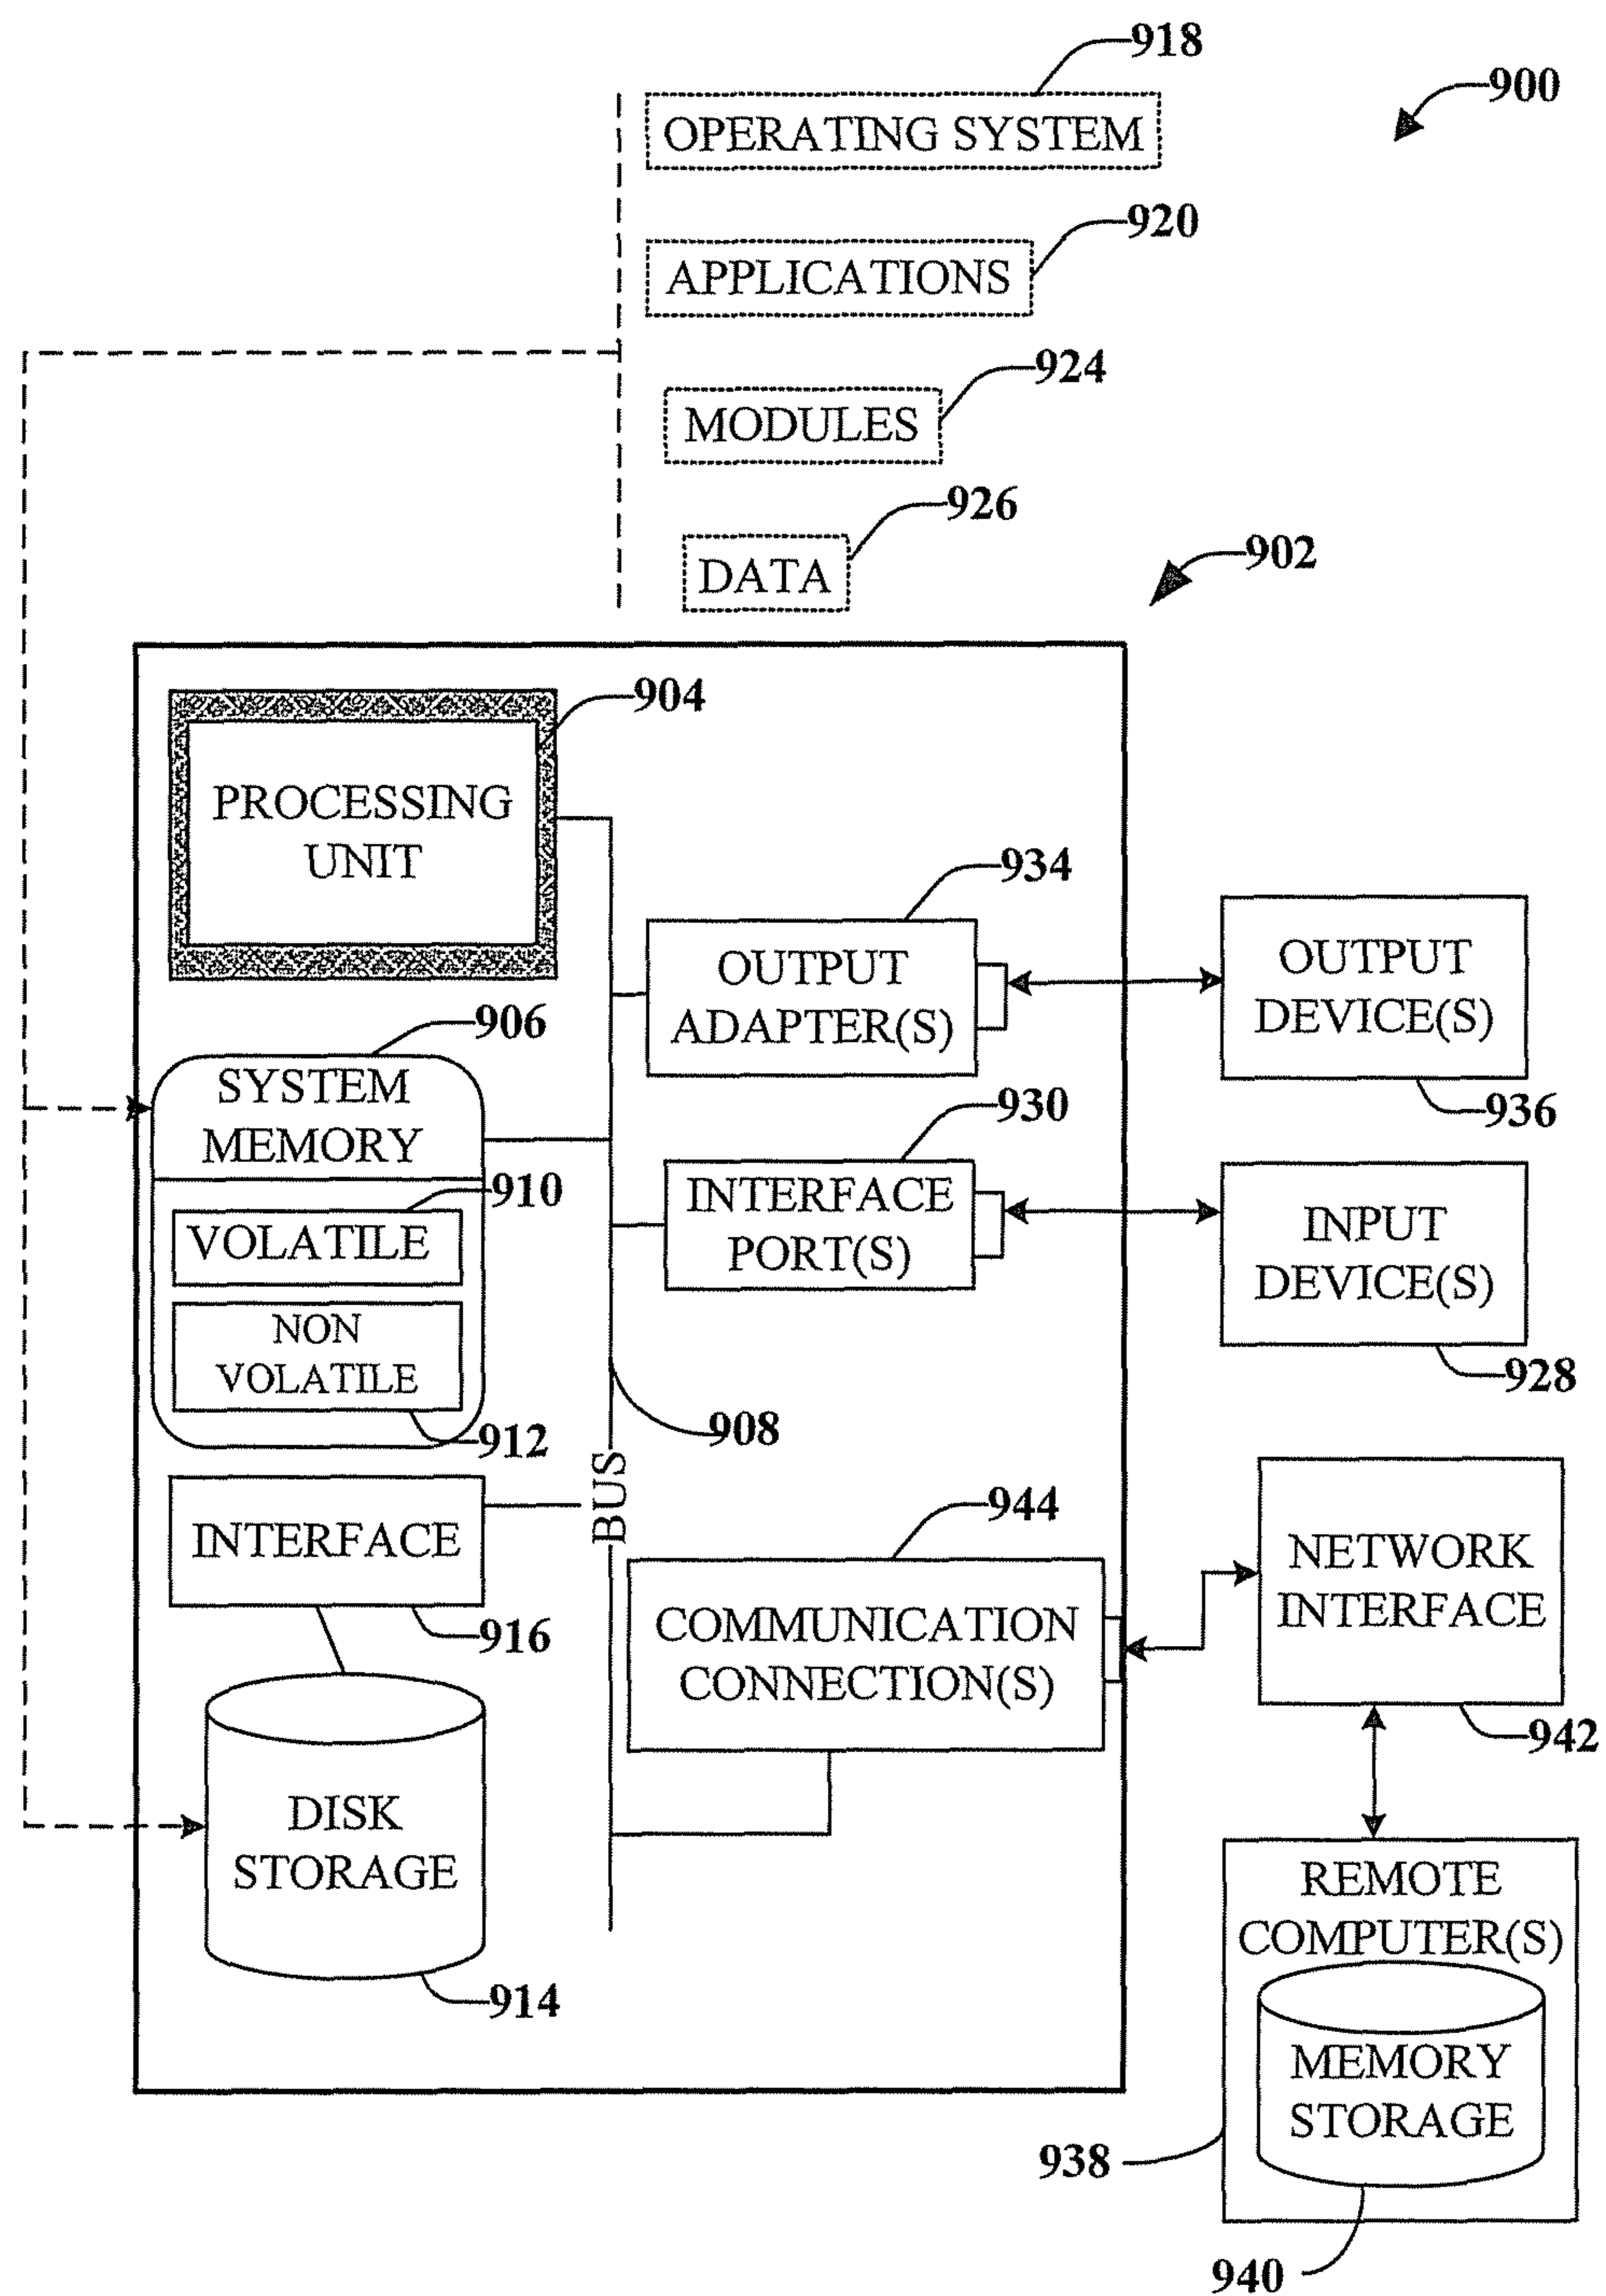 918
900
OPERATING SYSTEM
920
APPLICATIONS
924
MODULES
926
DATA
902
904
PROCESSING
UNIT
934
OUTPUT
ADAPTER(S)
OUTPUT
DEVICE(S)
936
906
SYSTEM
MEMORY
930
INTERFACE
PORT(S)
INPUT
DEVICE(S)
928
910
VOLATILE
NON
VOLATILE
912
908
BUS
INTERFACE
916
944
COMMUNICATION
CONNECTION(S)
NETWORK
INTERFACE
942
DISK
STORAGE
914
REMOTE
COMPUTER(S)
MEMORY
STORAGE
938
940